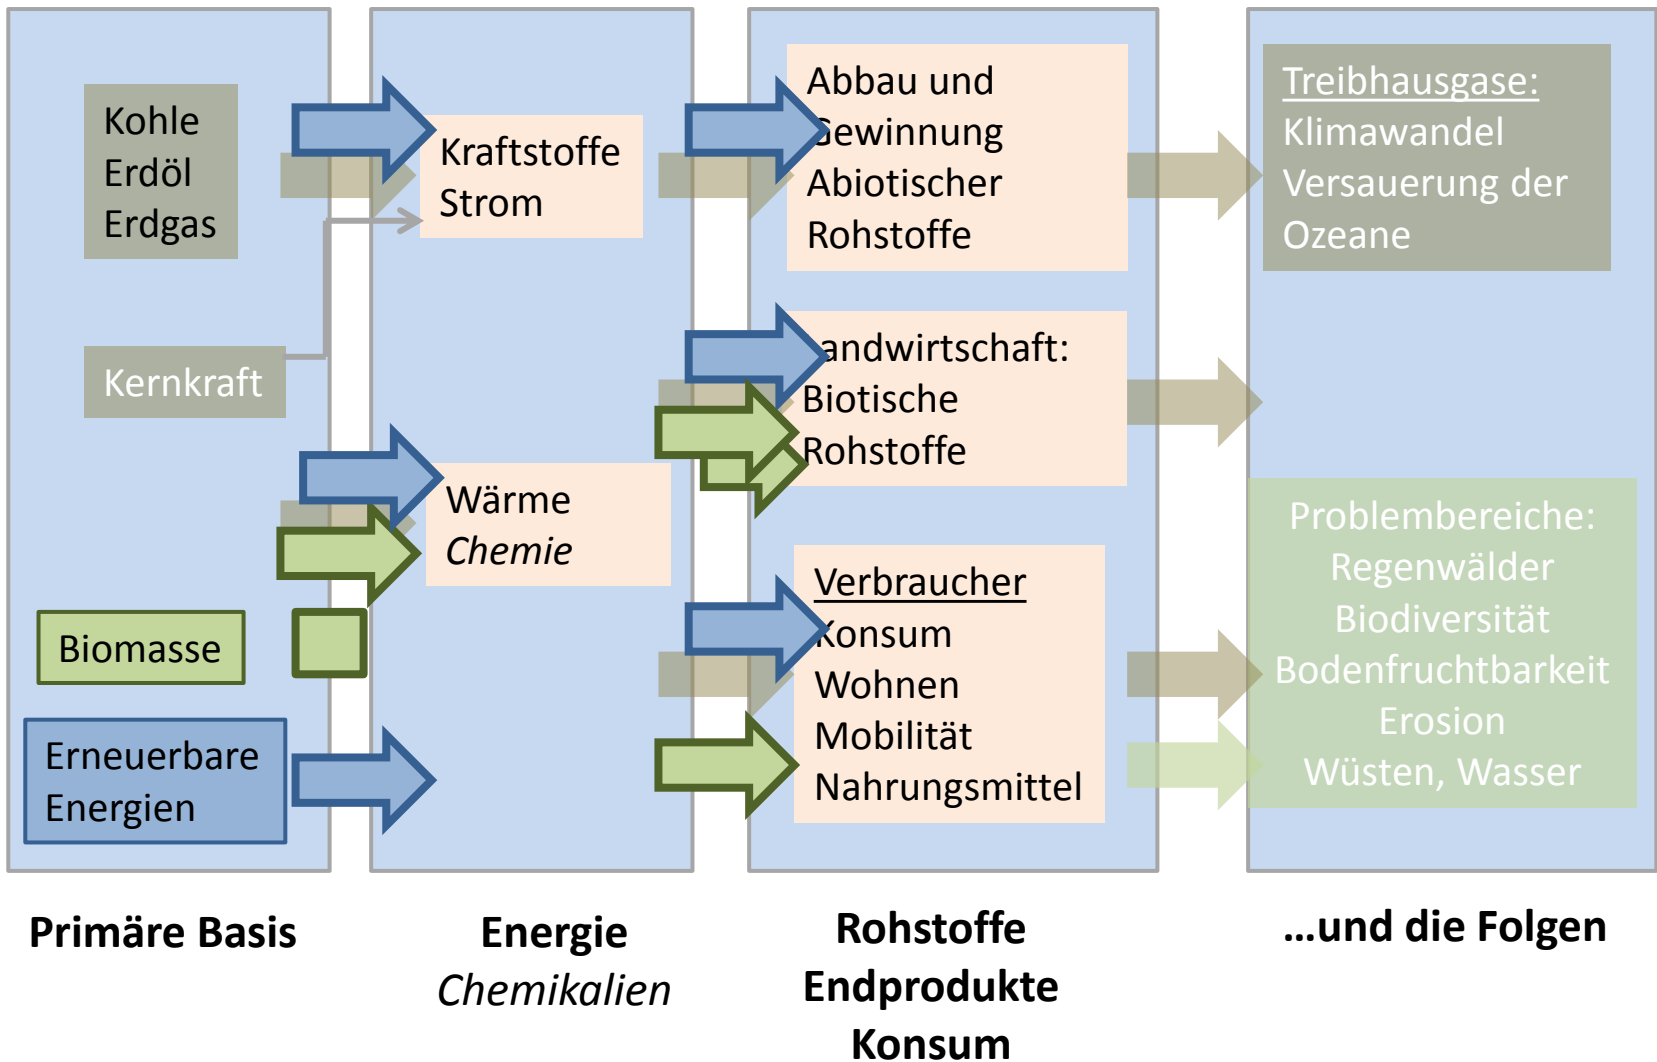 Kohle
Erdöl
Erdgas
Kernkraft
Biomasse
Erneuerbare
Energien
Primäre Basis
Kraftstoffe
Strom
Wärme
Chemie
Energie
Chemikalien
Abbau und
Gewinnung
Abiotischer
Rohstoffe
Landwirtschaft:
Biotische
Rohstoffe
Verbraucher
Konsum
Wohnen
Mobilität
Nahrungsmittel
Rohstoffe
Endprodukte
Konsum
Treibhausgase:
Klimawandel
Versauerung der
Ozeane
Problembereiche:
Regenwälder
Biodiversität
Bodenfruchtbarkeit
Erosion
Wüsten, Wasser
...und die Folgen